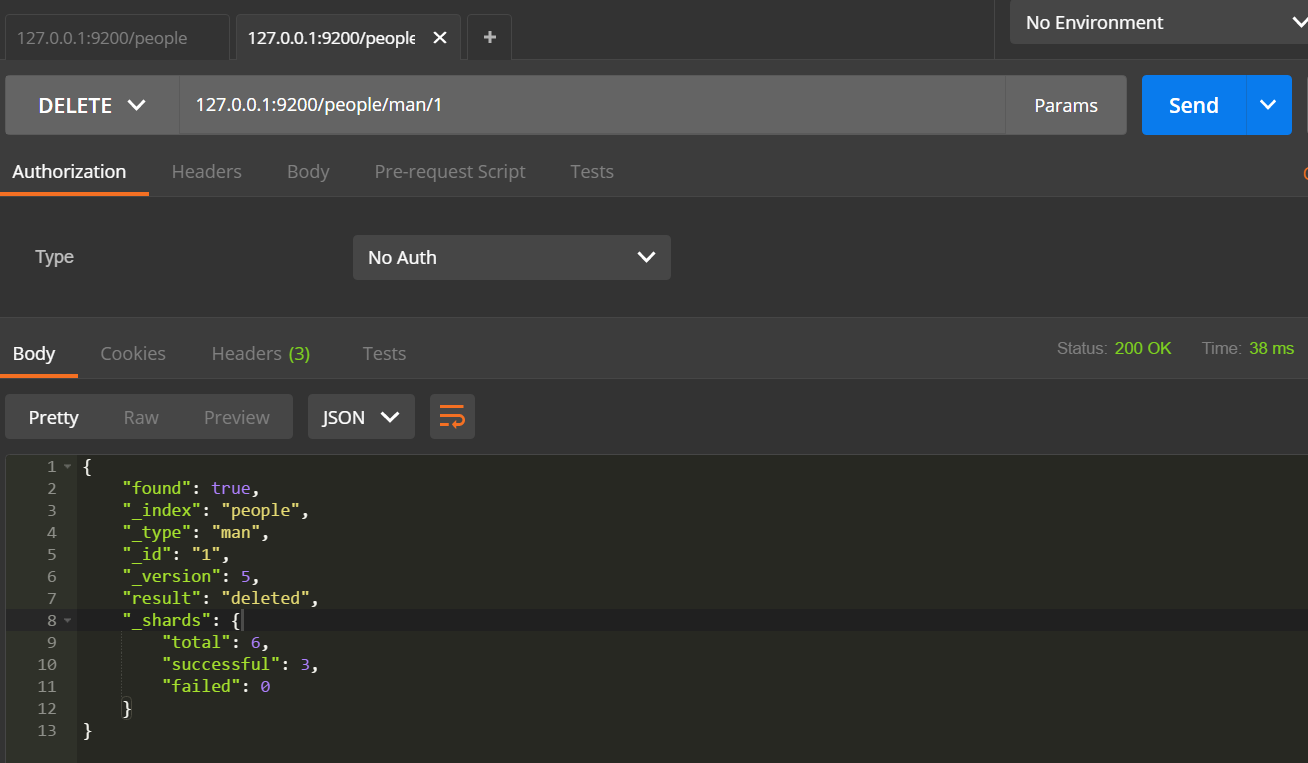 127.0.0.1:9200/people 127.0.0.1:9200/people No Environment
DELETE 127.0.0.1:9200/people/man/1 Params Send
Authorization Headers Body Pre-request Script Tests
Type No Auth
Body Cookies Headers (3) Tests Status: 200 OK Time: 38 ms
Pretty Raw Preview JSON
1 {
2 "found": true,
3 "_index": "people",
4 "_type": "man",
5 "_id": "1",
6 "_version": 5,
7 "result": "deleted",
8 "_shards": {
9 "total": 6,
10 "successful": 3,
11 "failed": 0
12 }
13 }